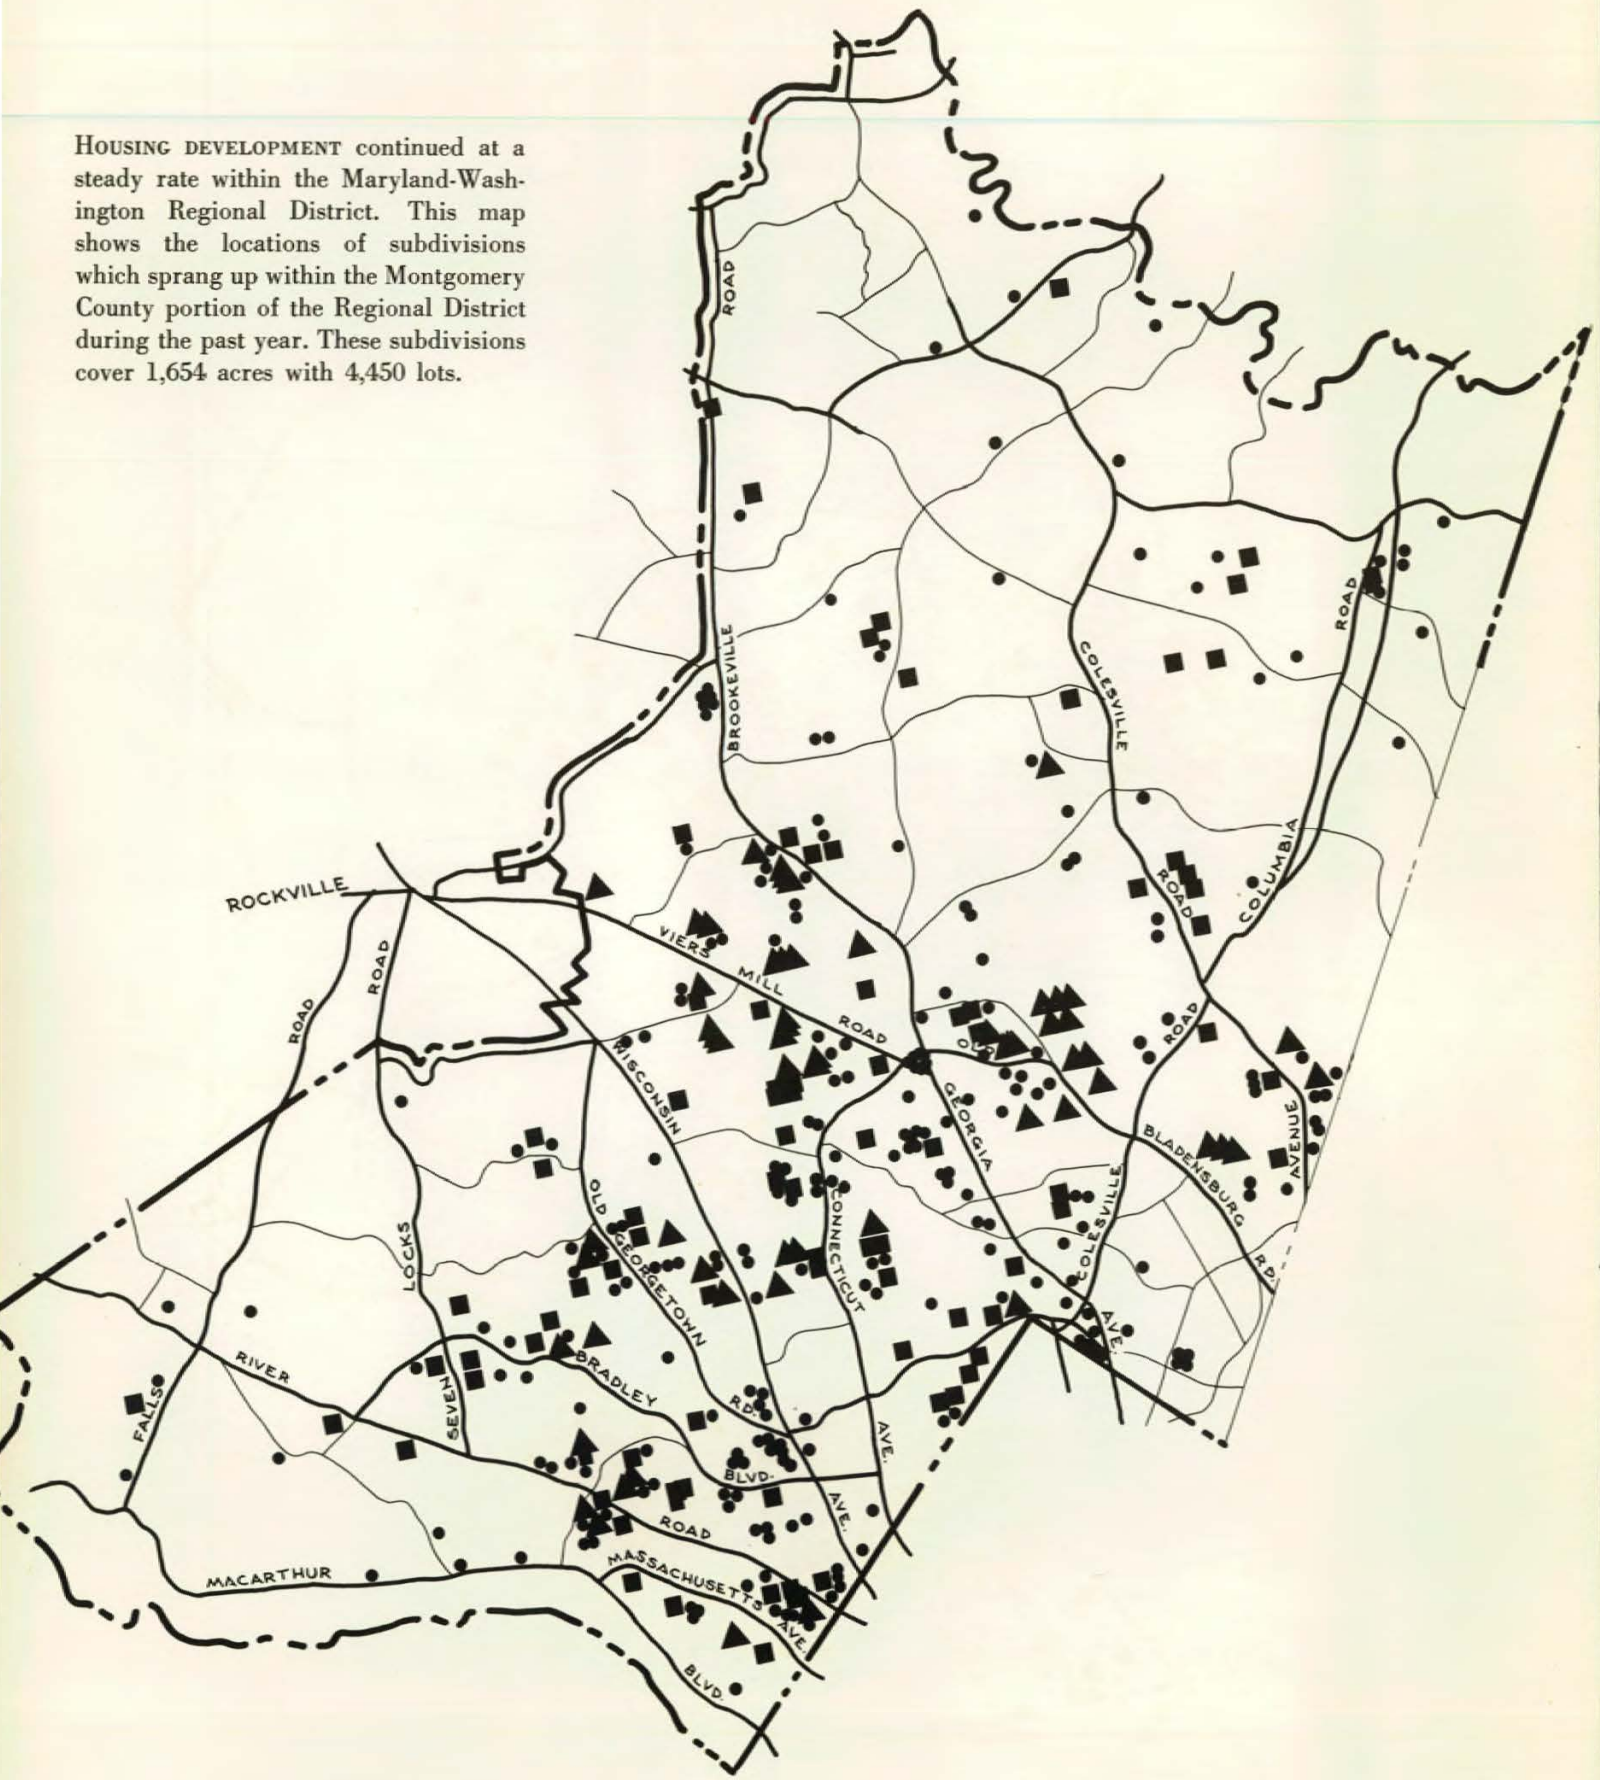 HOUSING DEVELOPMENT continued at a
steady rate within the Maryland-Wash-
ington Regional District. This map
shows the locations of subdivisions
which sprang up within the Montgomery
County portion of the Regional District
during the past year. These subdivisions
cover 1,654 acres with 4,450 lots.
ROAD
ROAD
BROOKEVILLE
COLESVILLE
COLUMBIA
ROAD
ROCKVILLE
ROAD
ROAD
VIERS
MILL
ROAD
OLD
ROAD
WISCONSIN
GEORGIA
BLADENSBURG
AVENUE
OLD
GEORGETOWN
CONNECTICUT
COLESVILLE
RD.
LOCKS
RIVER
BRADLEY
AVE.
FALLS
SEVEN
RD.
AVE.
BLVD.
AVE.
ROAD
MACARTHUR
MASSACHUSETTS
AVE.
BLVD.